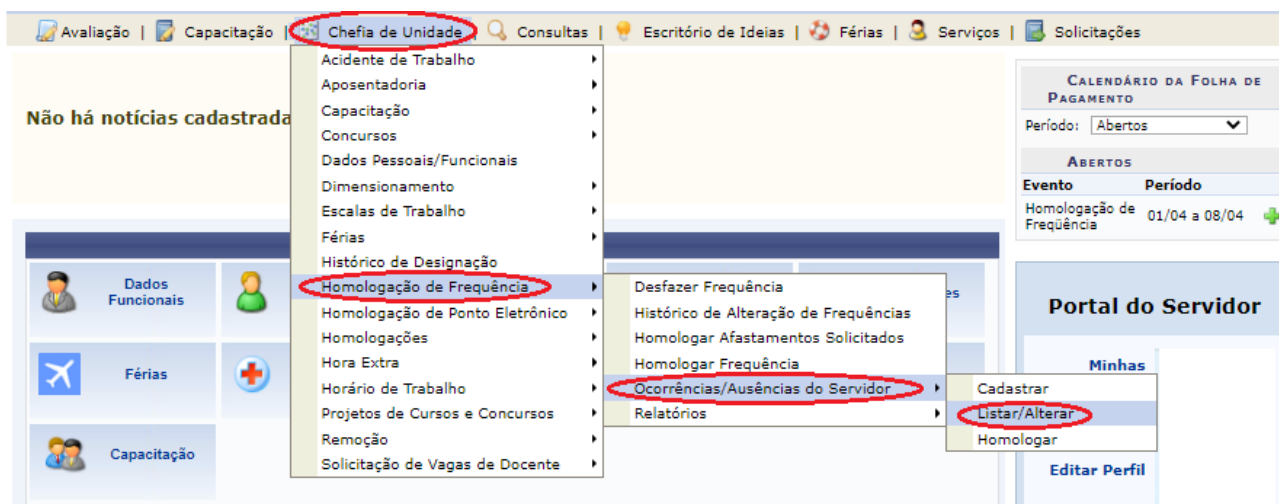 Avaliação | Capacitação | Chefia de Unidade | Consultas | Escritório de Ideias | Férias | Serviços | Solicitações
Não há notícias cadastrada
Acidente de Trabalho
Aposentadoria
Capacitação
Concursos
Dados Pessoais/Funcionais
Dimensionamento
Escalas de Trabalho
Férias
Histórico de Designação
Homologação de Frequência
Homologação de Ponto Eletrônico
Homologações
Hora Extra
Horário de Trabalho
Projetos de Cursos e Concursos
Remoção
Solicitação de Vagas de Docente
Desfazer Frequência
Histórico de Alteração de Frequências
Homologar Afastamentos Solicitados
Homologar Frequência
Ocorrências/Ausências do Servidor
Relatórios
Cadastrar
Listar/Alterar
Homologar
Calendário da Folha de
Pagamento
Período: Abertos
Abertos
Evento Período
Homologação de
Freqüência
01/04 a 08/04
Dados
Funcionais
es
Férias
Capacitação
Portal do Servidor
Minhas
Editar Perfil